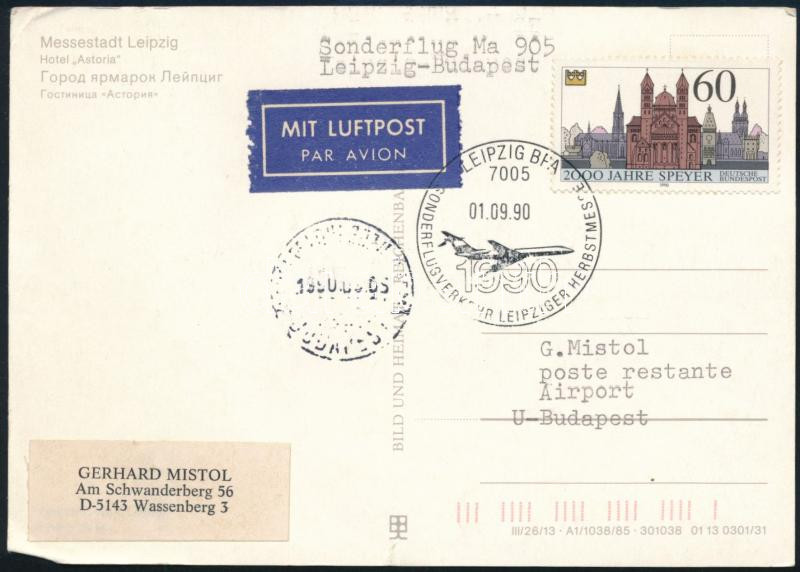 Messestadt Leipzig
Hotel „Astoria"
Город ярмарок Лейпциг
Гостиница «Астория»
Sonderflug Ma 905
Leipzig-Budapest
MIT LUFTPOST
PAR AVION
60
2000 JAHRE SPEYER
DEUTSCHE
BUNDESPOST
1990
LEIPZIG BPA
7005
01.09.90
1990
SONDERFLUGVERKEHR LEIPZIGER HERBSTMESSE
BUDAPEST
BILD UND HEIMAT REICHENBACH
G.Mistol
poste restante
Airport
U-Budapest
GERHARD MISTOL
Am Schwanderberg 56
D-5143 Wassenberg 3
III/26/13 · A1/1038/85 · 301038 01 13 0301/31